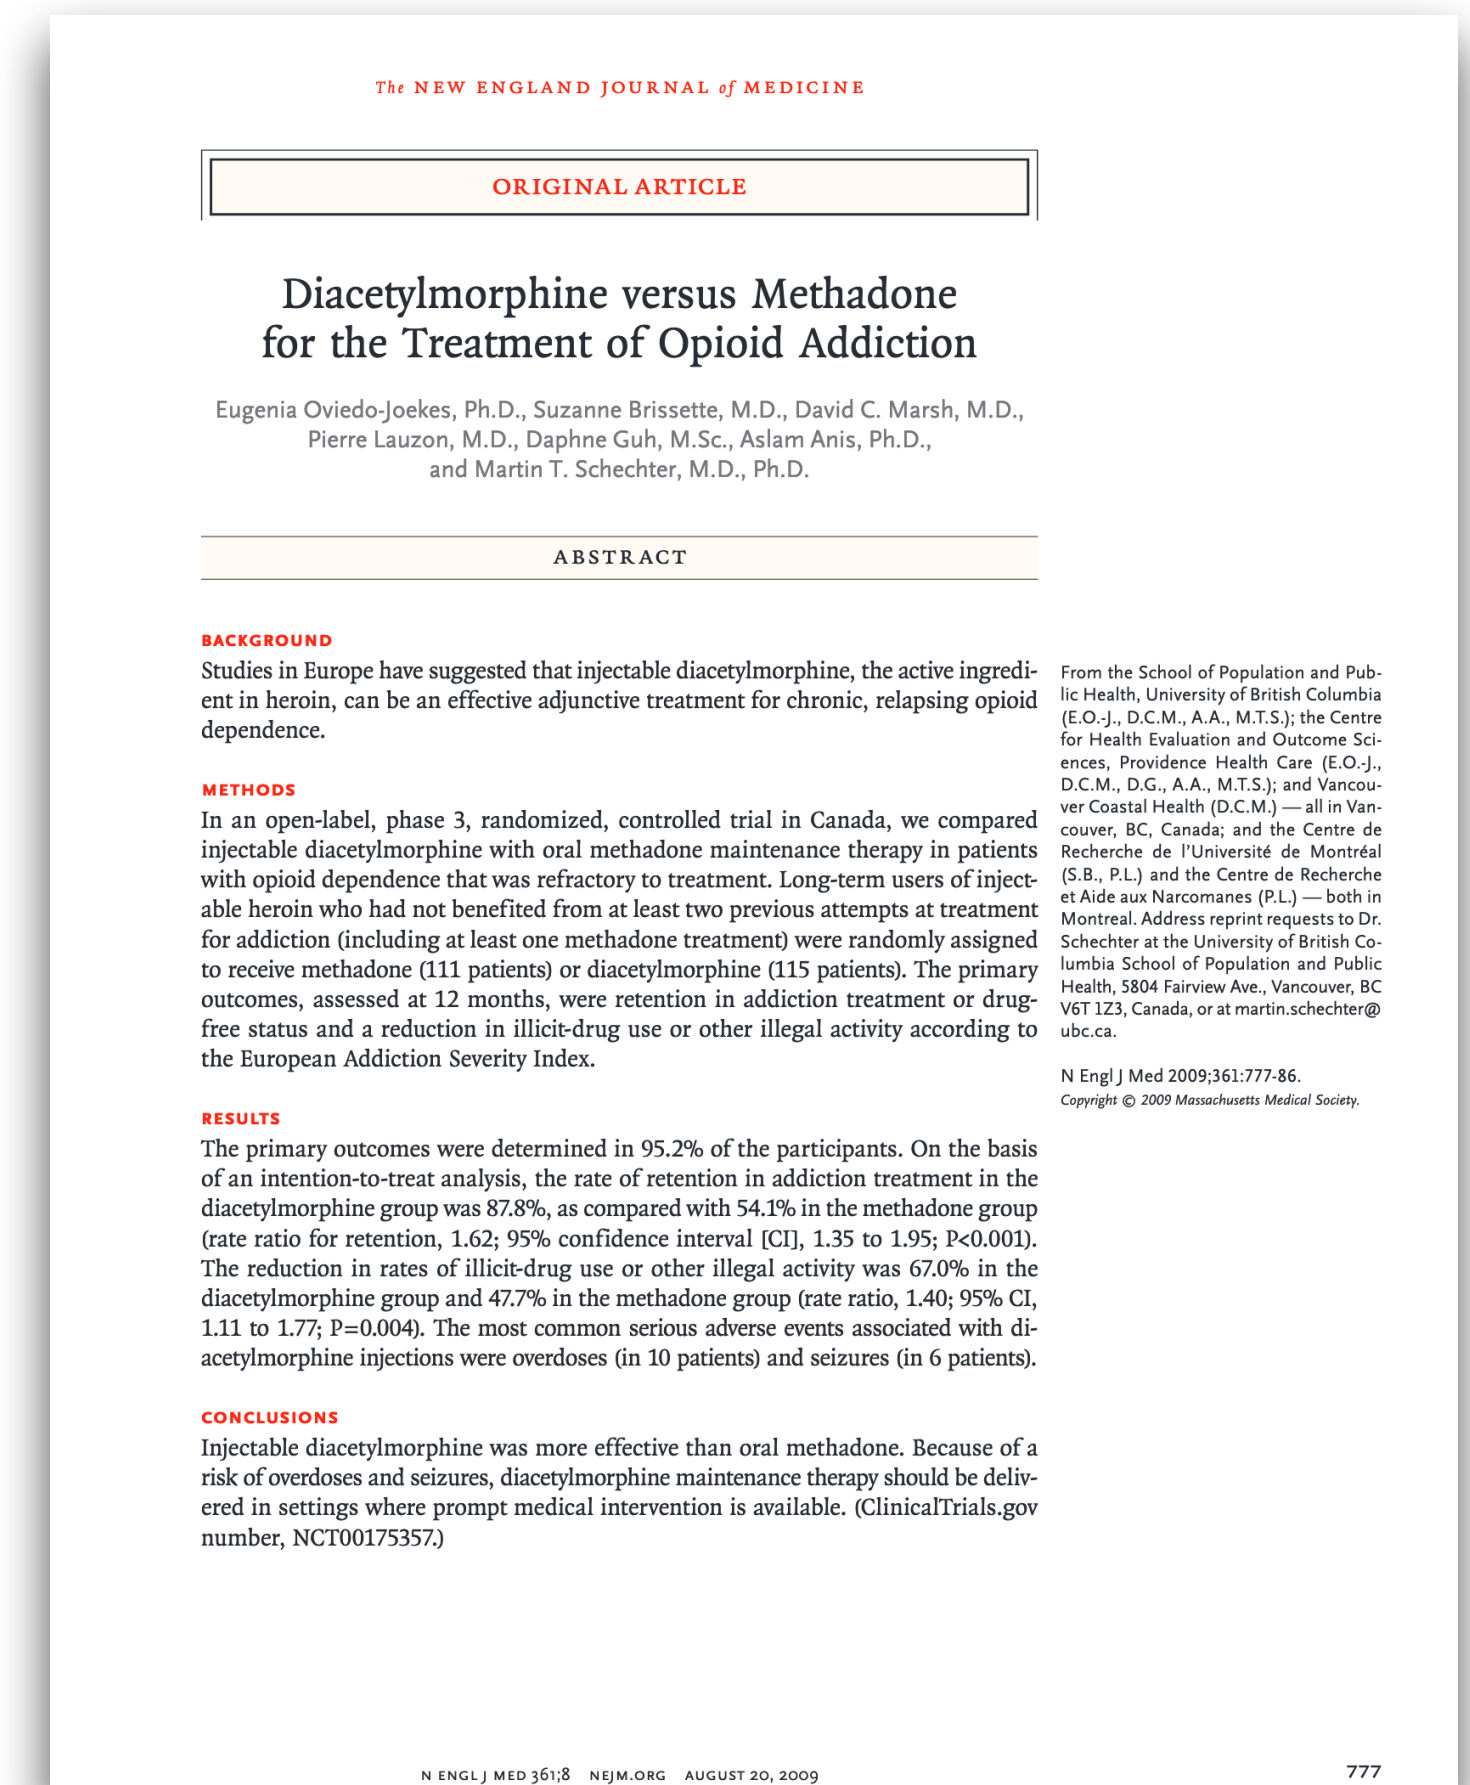 The NEW ENGLAND JOURNAL of MEDICINE
ORIGINAL ARTICLE
Diacetylmorphine versus Methadone
for the Treatment of Opioid Addiction
Eugenia Oviedo-Joekes, Ph.D., Suzanne Brissette, M.D., David C. Marsh, M.D.,
Pierre Lauzon, M.D., Daphne Guh, M.Sc., Aslam Anis, Ph.D.,
and Martin T. Schechter, M.D., Ph.D.
ABSTRACT
BACKGROUND
Studies in Europe have suggested that injectable diacetylmorphine, the active ingredi-
ent in heroin, can be an effective adjunctive treatment for chronic, relapsing opioid
dependence.
METHODS
In an open-label, phase 3, randomized, controlled trial in Canada, we compared
injectable diacetylmorphine with oral methadone maintenance therapy in patients
with opioid dependence that was refractory to treatment. Long-term users of inject-
able heroin who had not benefited from at least two previous attempts at treatment
for addiction (including at least one methadone treatment) were randomly assigned
to receive methadone (111 patients) or diacetylmorphine (115 patients). The primary
outcomes, assessed at 12 months, were retention in addiction treatment or drug-
free status and a reduction in illicit-drug use or other illegal activity according to
the European Addiction Severity Index.
RESULTS
The primary outcomes were determined in 95.2% of the participants. On the basis
of an intention-to-treat analysis, the rate of retention in addiction treatment in the
diacetylmorphine group was 87.8%, as compared with 54.1% in the methadone group
(rate ratio for retention, 1.62; 95% confidence interval [CI], 1.35 to 1.95; P<0.001).
The reduction in rates of illicit-drug use or other illegal activity was 67.0% in the
diacetylmorphine group and 47.7% in the methadone group (rate ratio, 1.40; 95% CI,
1.11 to 1.77; P=0.004). The most common serious adverse events associated with di-
acetylmorphine injections were overdoses (in 10 patients) and seizures (in 6 patients).
CONCLUSIONS
Injectable diacetylmorphine was more effective than oral methadone. Because of a
risk of overdoses and seizures, diacetylmorphine maintenance therapy should be deliv-
ered in settings where prompt medical intervention is available. (ClinicalTrials.gov
number, NCT00175357.)
From the School of Population and Pub-
lic Health, University of British Columbia
(E.O.-J., D.C.M., A.A., M.T.S.); the Centre
for Health Evaluation and Outcome Sci-
ences, Providence Health Care (E.O.-J.,
D.C.M., D.G., A.A., M.T.S.); and Vancou-
ver Coastal Health (D.C.M.) — all in Van-
couver, BC, Canada; and the Centre de
Recherche de l'Université de Montréal
(S.B., P.L.) and the Centre de Recherche
et Aide aux Narcomanes (P.L.) — both in
Montreal. Address reprint requests to Dr.
Schechter at the University of British Co-
lumbia School of Population and Public
Health, 5804 Fairview Ave., Vancouver, BC
V6T 1Z3, Canada, or at martin.schechter@
ubc.ca.
N Engl J Med 2009;361:777-86.
Copyright © 2009 Massachusetts Medical Society.
N ENGL J MED 361;8 NEJM.ORG AUGUST 20, 2009
777